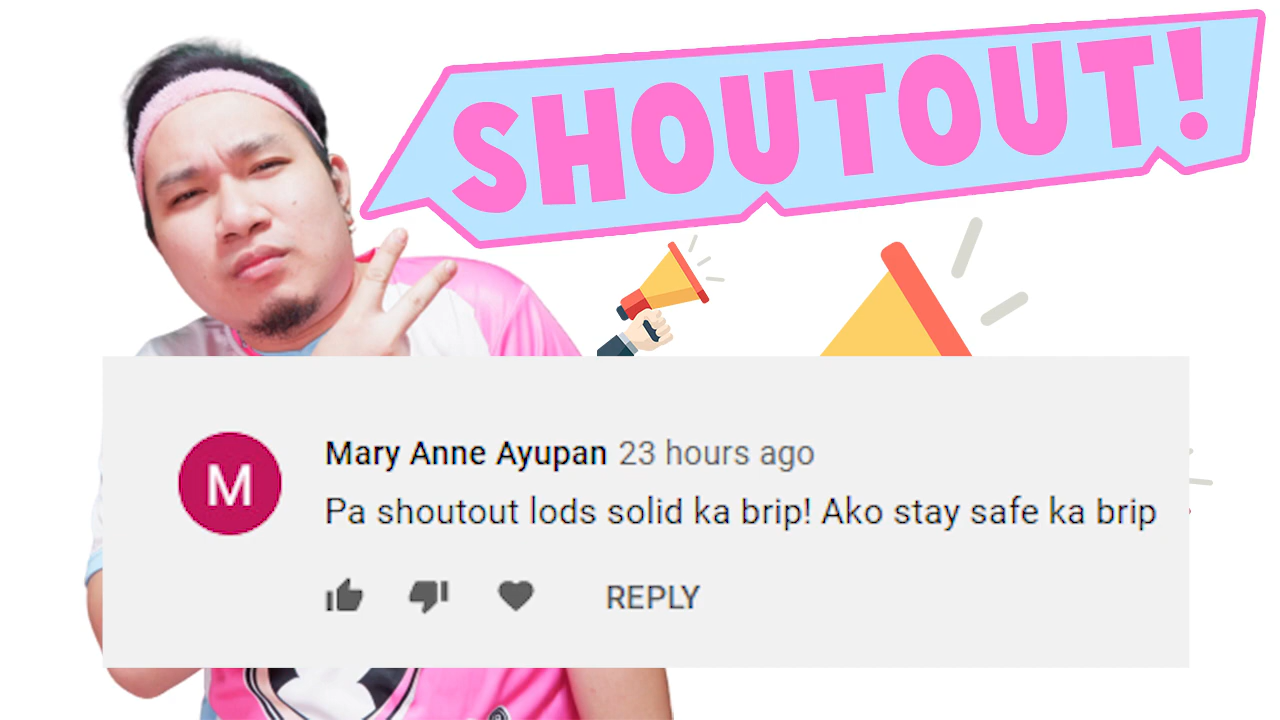 SHOUTOUT!
M
Mary Anne Ayupan 23 hours ago
Pa shoutout lods solid ka brip! Ako stay safe ka brip
REPLY